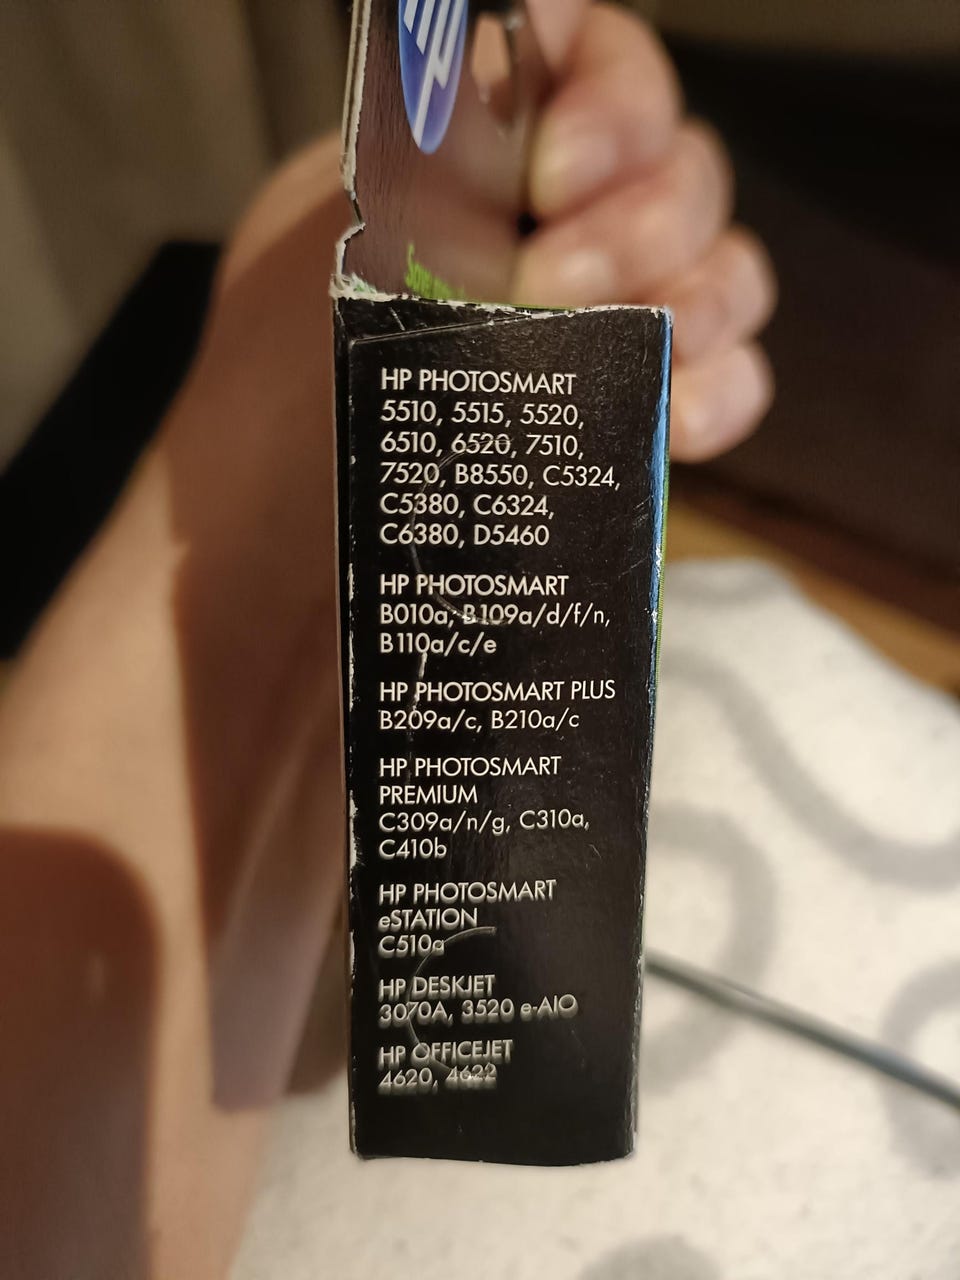 HP PHOTOSMART
5510, 5515, 5520,
6510, 6520, 7510,
7520, B8550, C5324,
C5380, C6324,
C6380, D5460
HP PHOTOSMART
B010a, B109a/d/f/n,
B110a/c/e
HP PHOTOSMART PLUS
B209a/c, B210a/c
HP PHOTOSMART
PREMIUM
C309a/n/g, C310a,
C410b
HP PHOTOSMART
eSTATION
C510a
HP DESKJET
3070A, 3520 e-AIO
HP OFFICEJET
4620, 4622